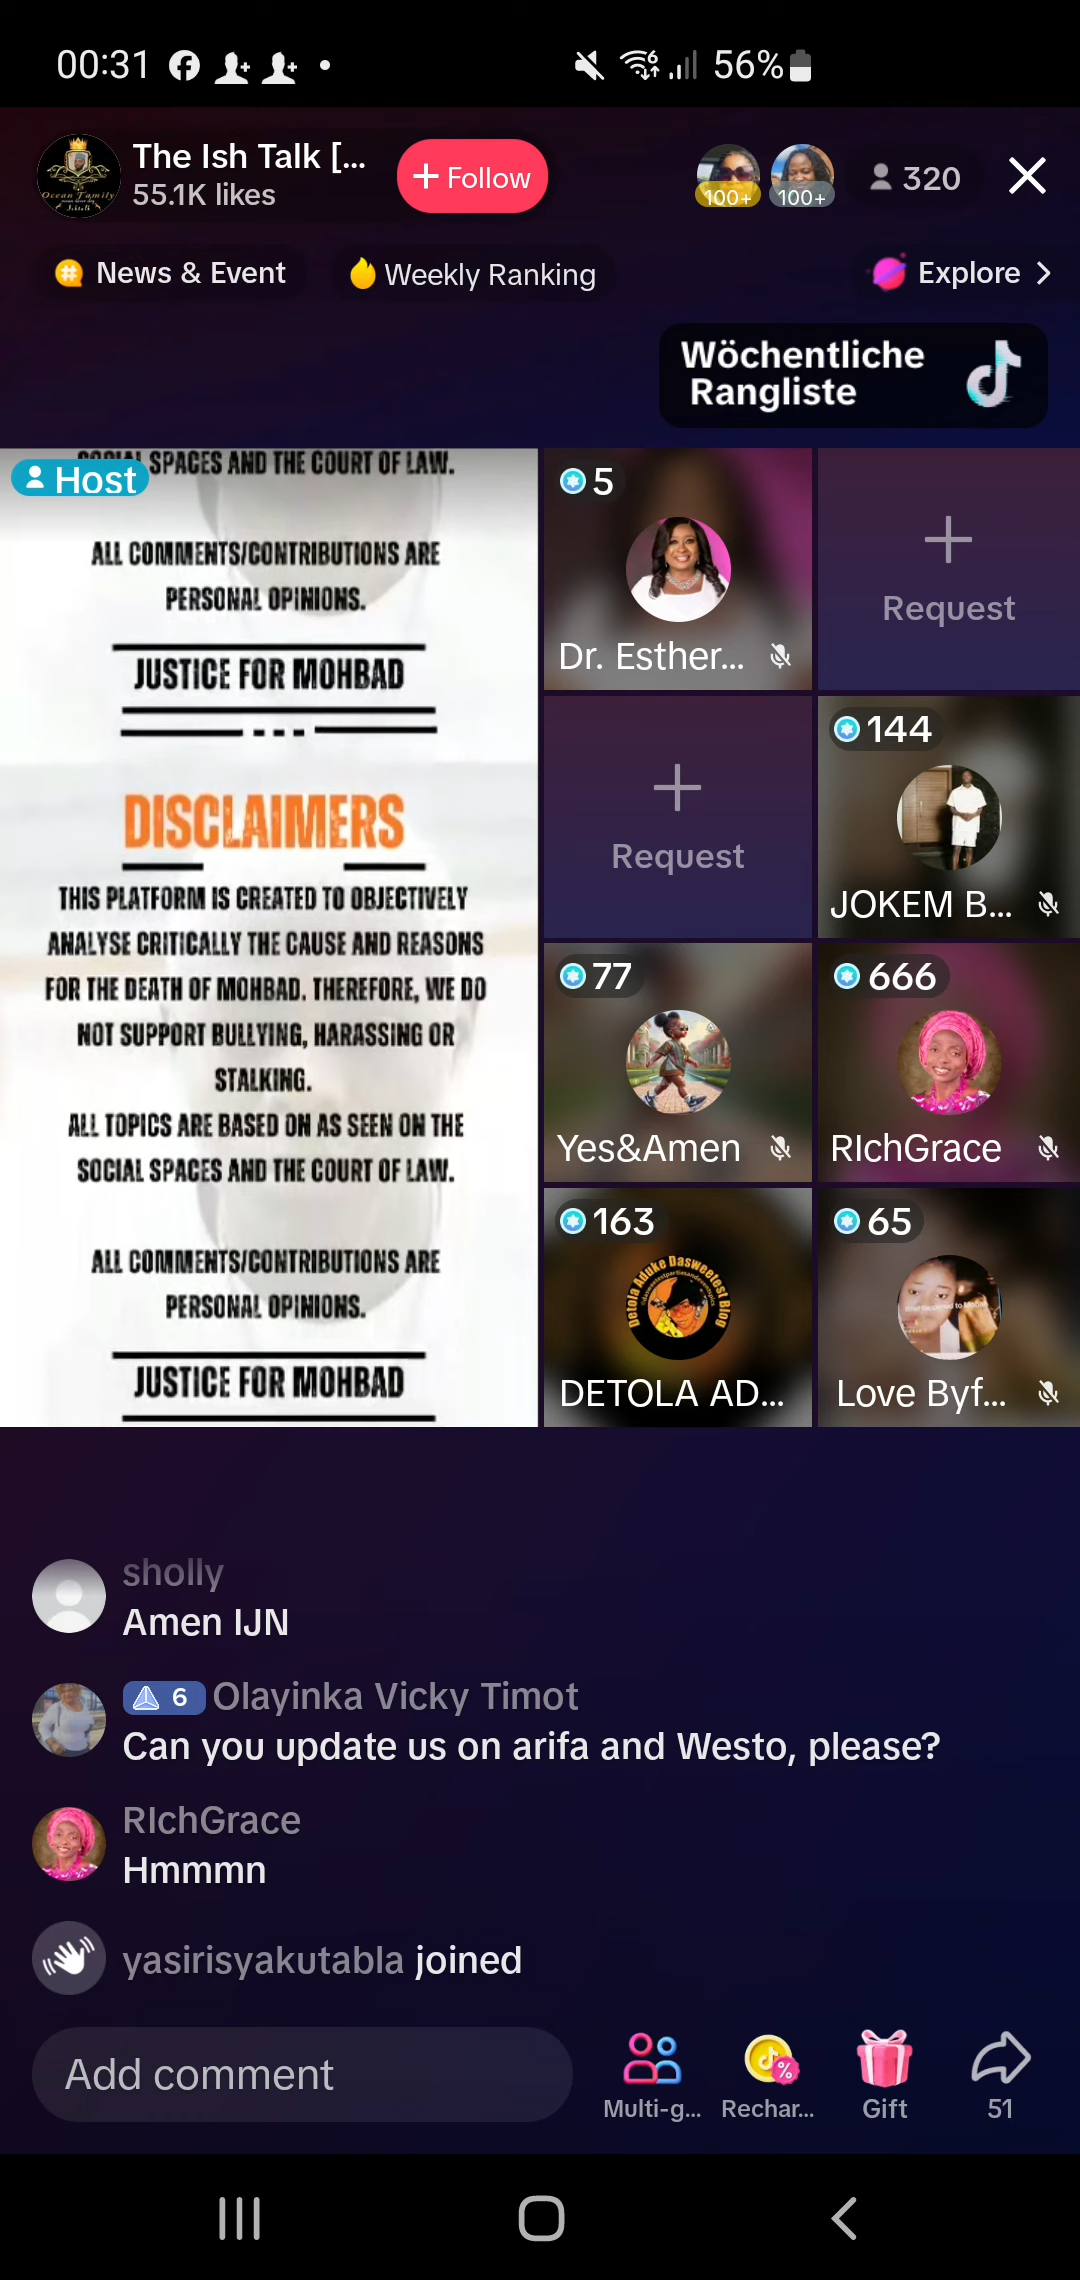 00:31
56%
The Ish Talk [...
55.1K likes
+ Follow
100+
100+
320
News & Event
Weekly Ranking
Explore >
Wöchentliche
Rangliste
Host
SOCIAL SPACES AND THE COURT OF LAW.
ALL COMMENTS/CONTRIBUTIONS ARE
PERSONAL OPINIONS.
JUSTICE FOR MOHBAD
DISCLAIMERS
THIS PLATFORM IS CREATED TO OBJECTIVELY
ANALYSE CRITICALLY THE CAUSE AND REASONS
FOR THE DEATH OF MOHBAD. THEREFORE, WE DO
NOT SUPPORT BULLYING, HARASSING OR
STALKING.
ALL TOPICS ARE BASED ON AS SEEN ON THE
SOCIAL SPACES AND THE COURT OF LAW.
ALL COMMENTS/CONTRIBUTIONS ARE
PERSONAL OPINIONS.
JUSTICE FOR MOHBAD
5
Dr. Esther...
Request
Request
144
JOKEM B...
77
Yes&Amen
666
RIchGrace
163
Detola Aduke Dasweetest Blog
DETOLA AD...
65
Love Byf...
sholly
Amen IJN
6 Olayinka Vicky Timot
Can you update us on arifa and Westo, please?
RIchGrace
Hmmmn
yasirisyakutabla joined
Add comment
Multi-g...
Rechar...
Gift
51